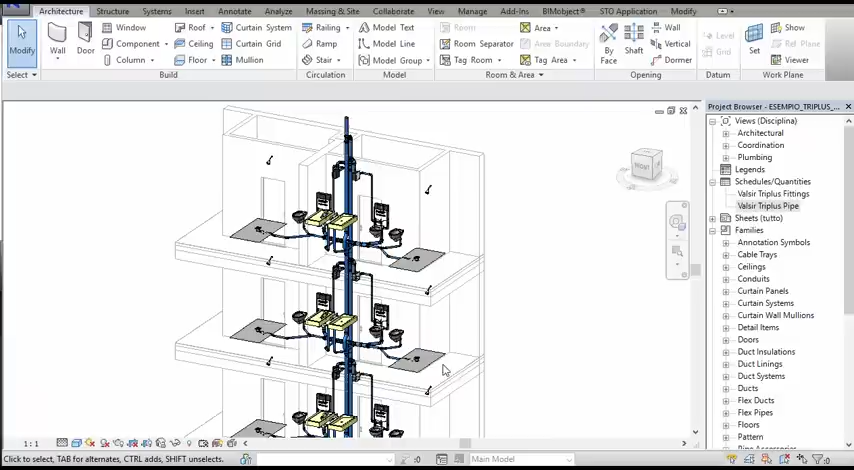 Architecture Structure Systems Insert Annotate Analyze Massing & Site Collaborate View Manage Add-Ins BIMobject® STO Application Modify
Modify
Wall
Door
Window
Component
Column
Roof
Ceiling
Floor
Curtain System
Curtain Grid
Mullion
Railing
Ramp
Stair
Model Text
Model Line
Model Group
Room
Room Separator
Tag Room
Area
Area Boundary
Tag Area
By Face
Shaft
Wall
Vertical
Dormer
Level
Grid
Set
Show
Ref Plane
Viewer
Select Build Circulation Model Room & Area Opening Datum Work Plane
FRONT
Project Browser - ESEMPIO_TRIPLUS_...
Views (Disciplina)
Architectural
Coordination
Plumbing
Legends
Schedules/Quantities
Valsir Triplus Fittings
Valsir Triplus Pipe
Sheets (tutto)
Families
Annotation Symbols
Cable Trays
Ceilings
Conduits
Curtain Panels
Curtain Systems
Curtain Wall Mullions
Detail Items
Doors
Duct Insulations
Duct Linings
Duct Systems
Ducts
Flex Ducts
Flex Pipes
Floors
Pattern
1 : 1
Click to select, TAB for alternates, CTRL adds, SHIFT unselects.
:0
Main Model
:0